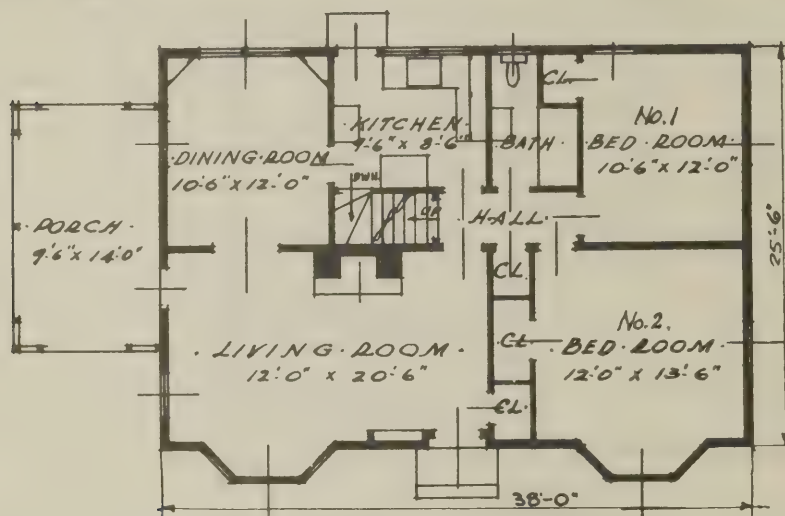 CL.
No.1
KITCHEN
9'-6" X 8'-6"
BATH
BED ROOM
10'-6" X 12'-0"
DINING ROOM
10'-6" X 12'-0"
DWN.
UP
HALL
PORCH
9'-6" X 14'-0"
25'-6"
CL.
No.2.
LIVING ROOM
12'-0" X 20'-6"
CL.
BED ROOM
12'-0" X 13'-6"
CL.
38'-0"